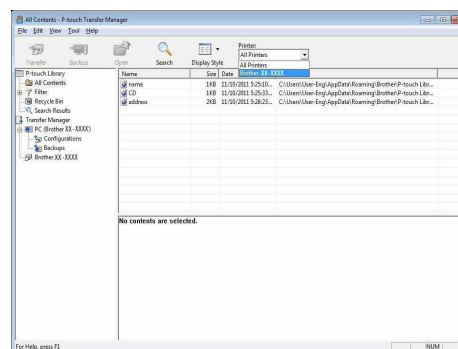 All Contents - P-touch Transfer Manager
File Edit View Tool Help
Printer:
All Printers
Transfer Backup Open Search Display Style
All Printers
Brother XX-XXXX
P-touch Library
All Contents
Filter
Recycle Bin
Search Results
Transfer Manager
PC (Brother XX-XXXX)
Configurations
Backups
Brother XX-XXXX
Name Size Date
name 1KB 11/10/2011 5:25:10... C:\Users\User-Eng\AppData\Roaming\Brother\P-touch Libr...
CD 1KB 11/10/2011 5:25:33... C:\Users\User-Eng\AppData\Roaming\Brother\P-touch Libr...
address 2KB 11/10/2011 5:28:23... C:\Users\User-Eng\AppData\Roaming\Brother\P-touch Libr...
No contents are selected.
For Help, press F1
NUM